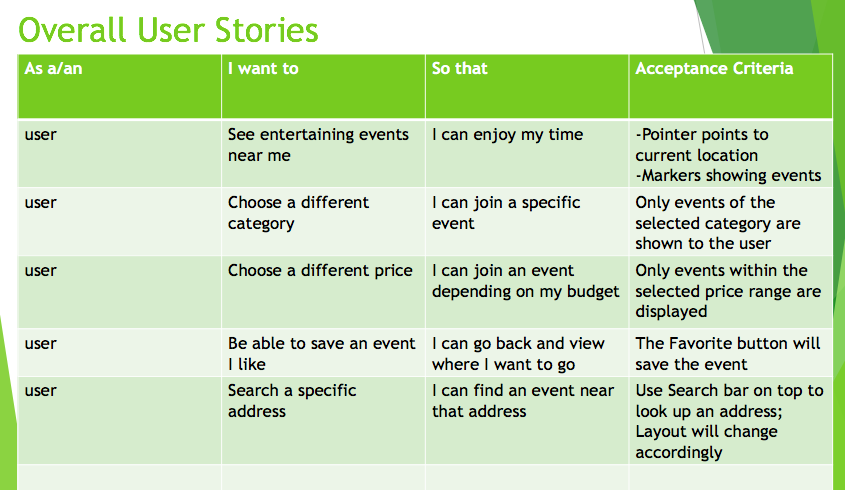 Overall User Stories
As a/an
I want to
So that
Acceptance Criteria
user
See entertaining events
near me
I can enjoy my time
-Pointer points to
current location
-Markers showing events
user
Choose a different
category
I can join a specific
event
Only events of the
selected category are
shown to the user
user
Choose a different price
I can join an event
depending on my budget
Only events within the
selected price range are
displayed
user
Be able to save an event
I like
I can go back and view
where I want to go
The Favorite button will
save the event
user
Search a specific
address
I can find an event near
that address
Use Search bar on top to
look up an address;
Layout will change
accordingly